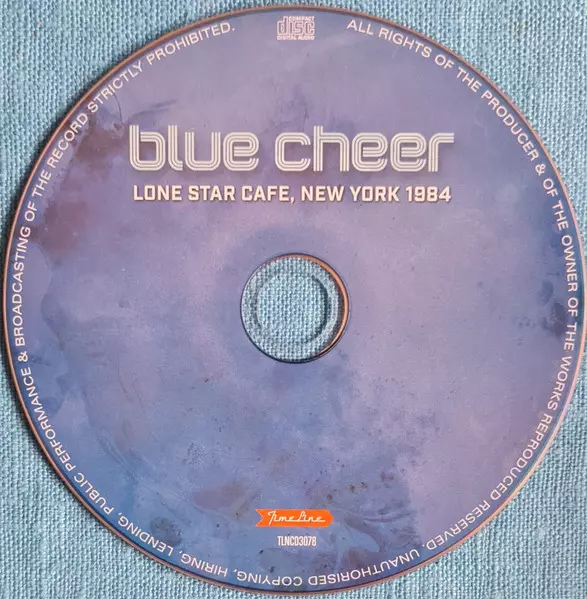 COMPACT
disc
DIGITAL AUDIO
ALL RIGHTS OF THE PRODUCER & OF THE OWNER OF THE WORKS REPRODUCED RESERVED. UNAUTHORISED COPYING, HIRING, LENDING, PUBLIC PERFORMANCE & BROADCASTING OF THE RECORD STRICTLY PROHIBITED.
blue cheer
LONE STAR CAFE, NEW YORK 1984
TimeLine
TLNCD3078